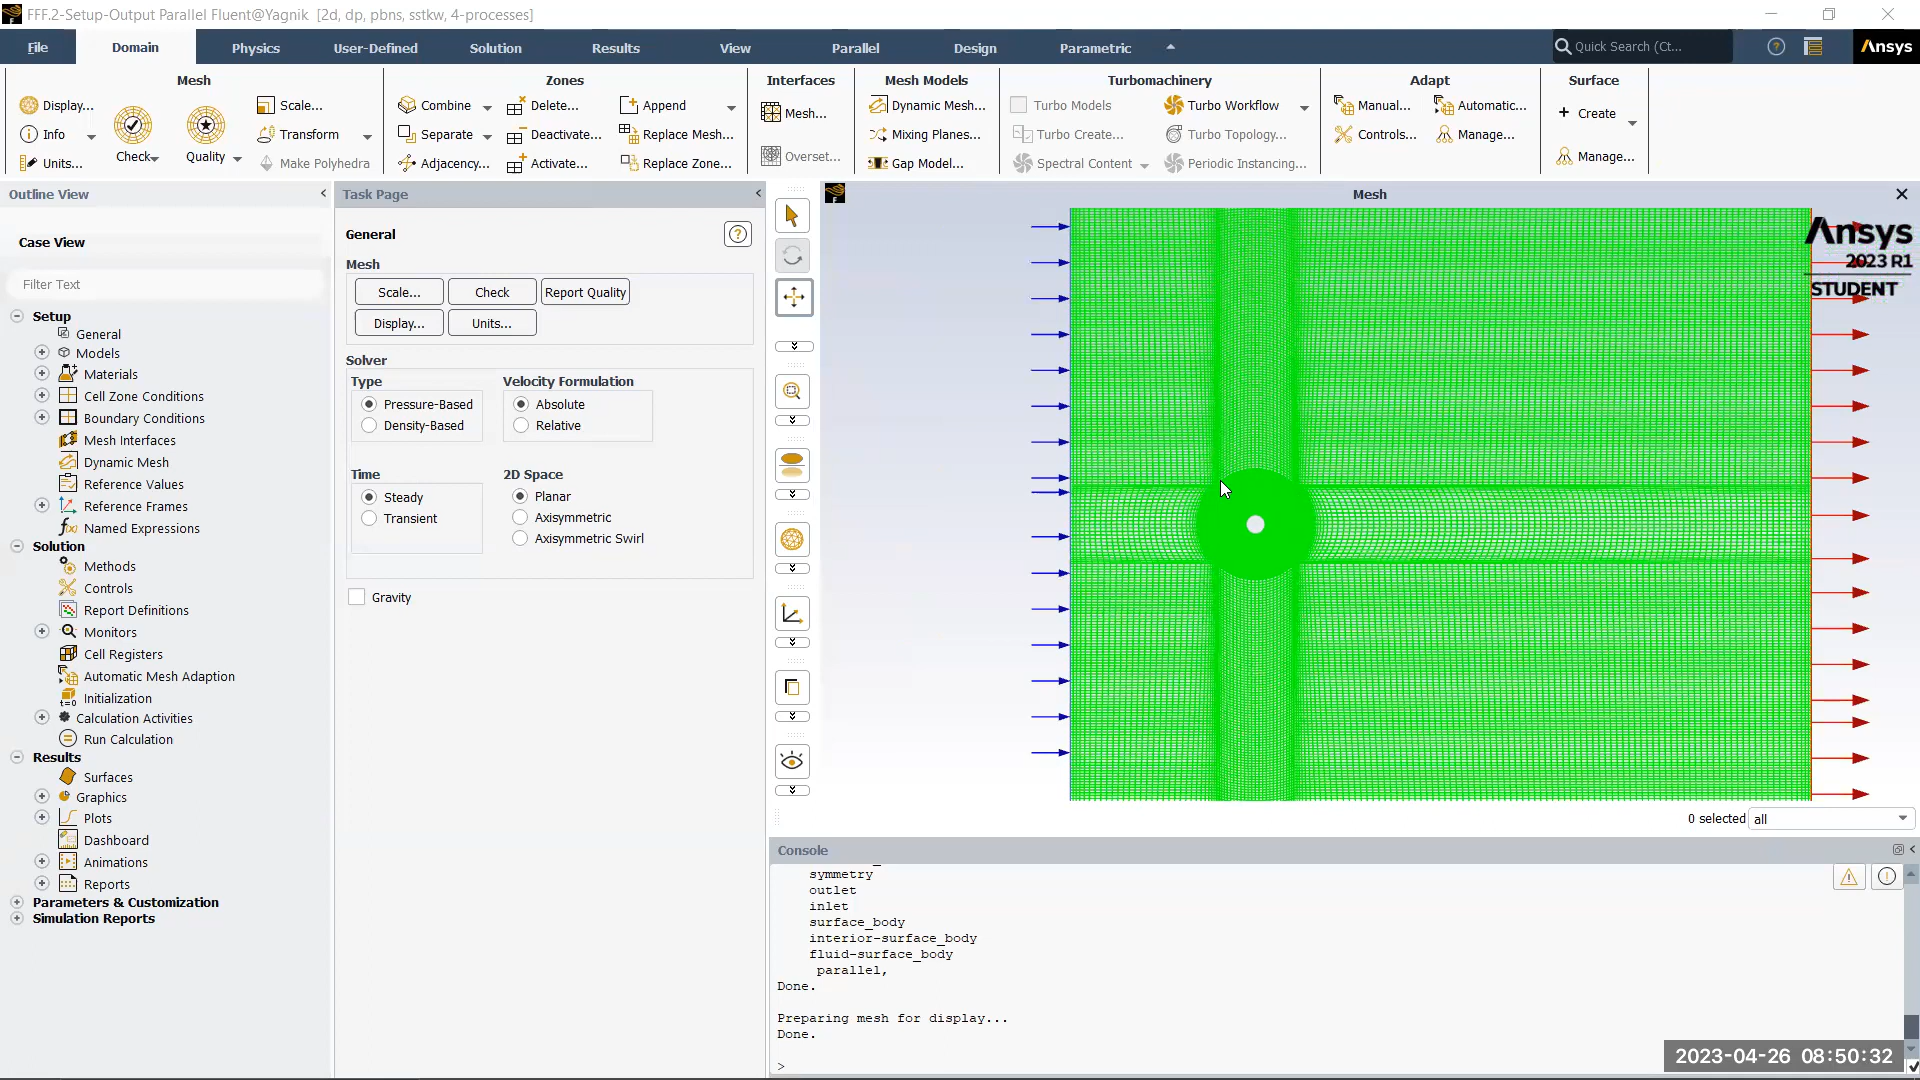 FFF.2-Setup-Output Parallel Fluent@Yagnik [2d, dp, pbns, sstkw, 4-processes]
File Domain Physics User-Defined Solution Results View Parallel Design Parametric Quick Search (Ct... Ansys
Mesh Zones Interfaces Mesh Models Turbomachinery Adapt Surface
Display... Scale... Combine Delete... Append Mesh... Dynamic Mesh... Turbo Models Turbo Workflow Manual... Automatic... Create
Info Transform Separate Deactivate... Replace Mesh... Mixing Planes... Turbo Create... Turbo Topology... Controls... Manage...
Units... Check Quality Make Polyhedra Adjacency... Activate... Replace Zone... Overset... Gap Model... Spectral Content Periodic Instancing... Manage...
Outline View
Case View
Filter Text
Setup
General
Models
Materials
Cell Zone Conditions
Boundary Conditions
Mesh Interfaces
Dynamic Mesh
Reference Values
Reference Frames
Named Expressions
Solution
Methods
Controls
Report Definitions
Monitors
Cell Registers
Automatic Mesh Adaption
t=0 Initialization
Calculation Activities
Run Calculation
Results
Surfaces
Graphics
Plots
Dashboard
Animations
Reports
Parameters & Customization
Simulation Reports
Task Page
General
Mesh
Scale... Check Report Quality
Display... Units...
Solver
Type Velocity Formulation
Pressure-Based Absolute
Density-Based Relative
Time 2D Space
Steady Planar
Transient Axisymmetric
Axisymmetric Swirl
Gravity
Mesh
Ansys
2023 R1
STUDENT
0 selected all
Console
symmetry
outlet
inlet
surface_body
interior-surface_body
fluid-surface_body
parallel,
Done.
Preparing mesh for display...
Done.
>
2023-04-26 08:50:32